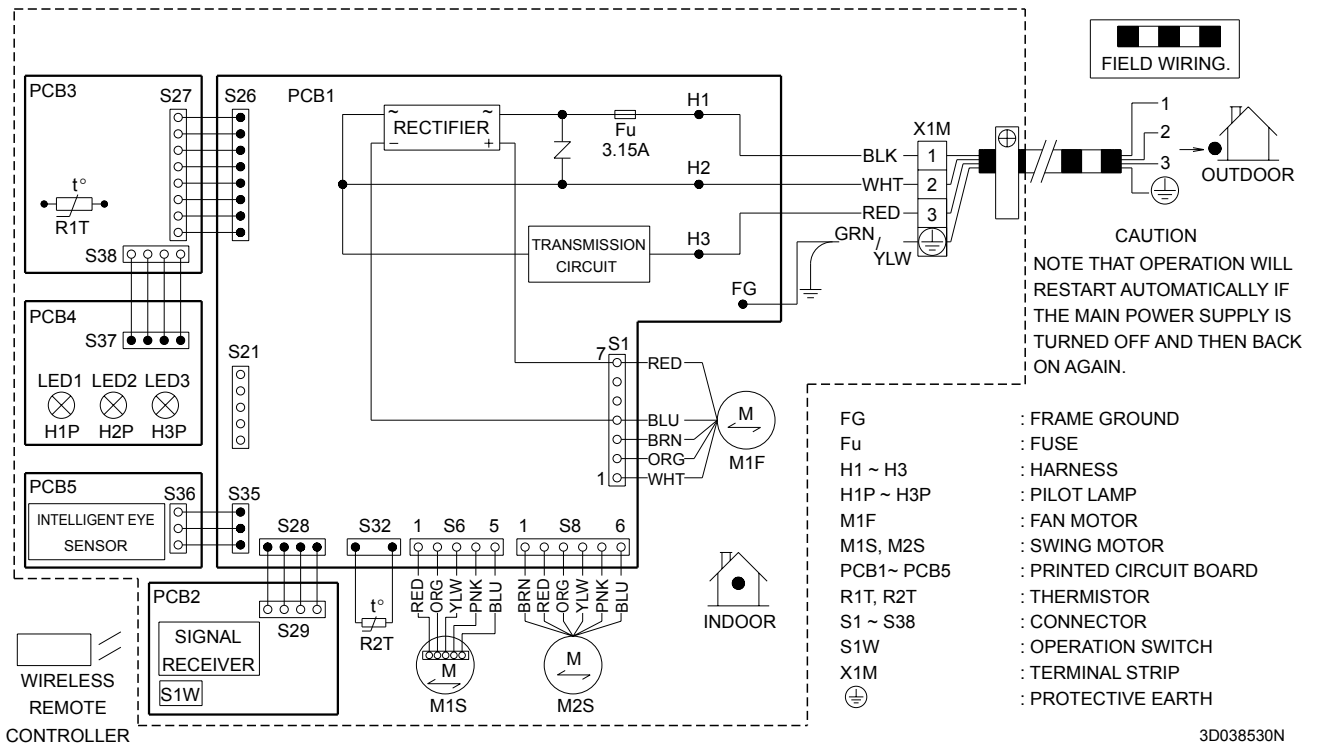 PCB3
S27
S26
PCB1
RECTIFIER
~
~
−
+
Fu
3.15A
H1
H2
H3
TRANSMISSION
CIRCUIT
FG
t°
R1T
S38
PCB4
S37
LED1 LED2 LED3
H1P H2P H3P
S21
PCB5
S36
S35
INTELLIGENT EYE
SENSOR
S28
S32
1 S6 5
1 S8 6
RED
ORG
YLW
PNK
BLU
BRN
RED
ORG
YLW
PNK
BLU
7
S1
RED
BLU
BRN
ORG
1
WHT
M
M1F
PCB2
S29
SIGNAL
RECEIVER
S1W
t°
R2T
M
M1S
M
M2S
INDOOR
WIRELESS
REMOTE
CONTROLLER
X1M
BLK 1
WHT 2
RED 3
GRN/
YLW
FIELD WIRING.
1
2
3
OUTDOOR
CAUTION
NOTE THAT OPERATION WILL
RESTART AUTOMATICALLY IF
THE MAIN POWER SUPPLY IS
TURNED OFF AND THEN BACK
ON AGAIN.
FG : FRAME GROUND
Fu : FUSE
H1 ~ H3 : HARNESS
H1P ~ H3P : PILOT LAMP
M1F : FAN MOTOR
M1S, M2S : SWING MOTOR
PCB1~ PCB5 : PRINTED CIRCUIT BOARD
R1T, R2T : THERMISTOR
S1 ~ S38 : CONNECTOR
S1W : OPERATION SWITCH
X1M : TERMINAL STRIP
: PROTECTIVE EARTH
3D038530N